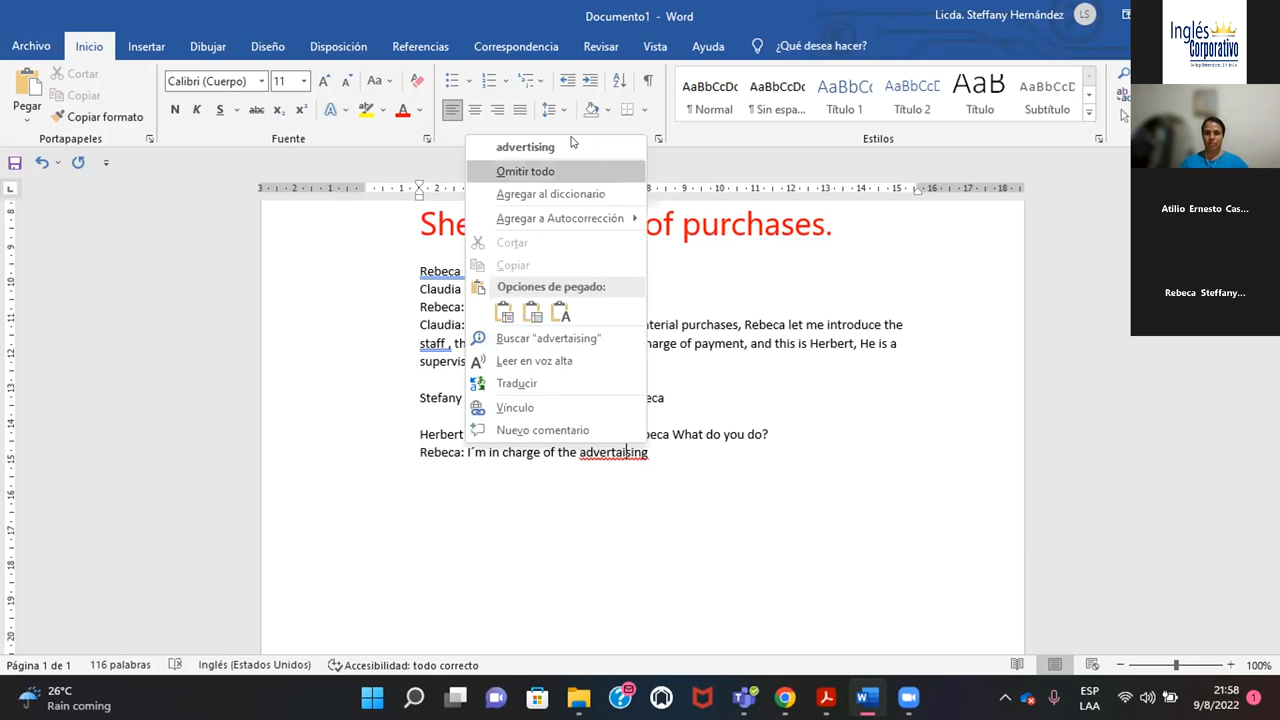 Documento1 - Word
Licda. Steffany Hernández
LS
Archivo
Inicio
Insertar
Dibujar
Diseño
Disposición
Referencias
Correspondencia
Revisar
Vista
Ayuda
¿Qué desea hacer?
Pegar
Cortar
Copiar
Copiar formato
Portapapeles
Calibri (Cuerpo)
11
Fuente
AaBbCcDc
¶ Normal
AaBbCcDc
¶ Sin espa...
AaBbC
Título 1
AaBbCcD
Título 2
AaB
Título
AaBbCcD
Subtítulo
Estilos
Inglés
Corporativo
Atilio Ernesto Cas...
Rebeca Steffany...
advertising
Omitir todo
Agregar al diccionario
Agregar a Autocorrección
Cortar
Copiar
Opciones de pegado:
Buscar "advertaising"
Leer en voz alta
Traducir
Vínculo
Nuevo comentario
She of purchases.
Rebeca
Claudia
Rebeca:
Claudia: terial purchases, Rebeca let me introduce the
staff , th harge of payment, and this is Herbert, He is a
supervis
Stefany eca
Herbert beca What do you do?
Rebeca: I´m in charge of the advertaising
Página 1 de 1
116 palabras
Inglés (Estados Unidos)
Accesibilidad: todo correcto
100%
26°C
Rain coming
ESP
LAA
21:58
9/8/2022